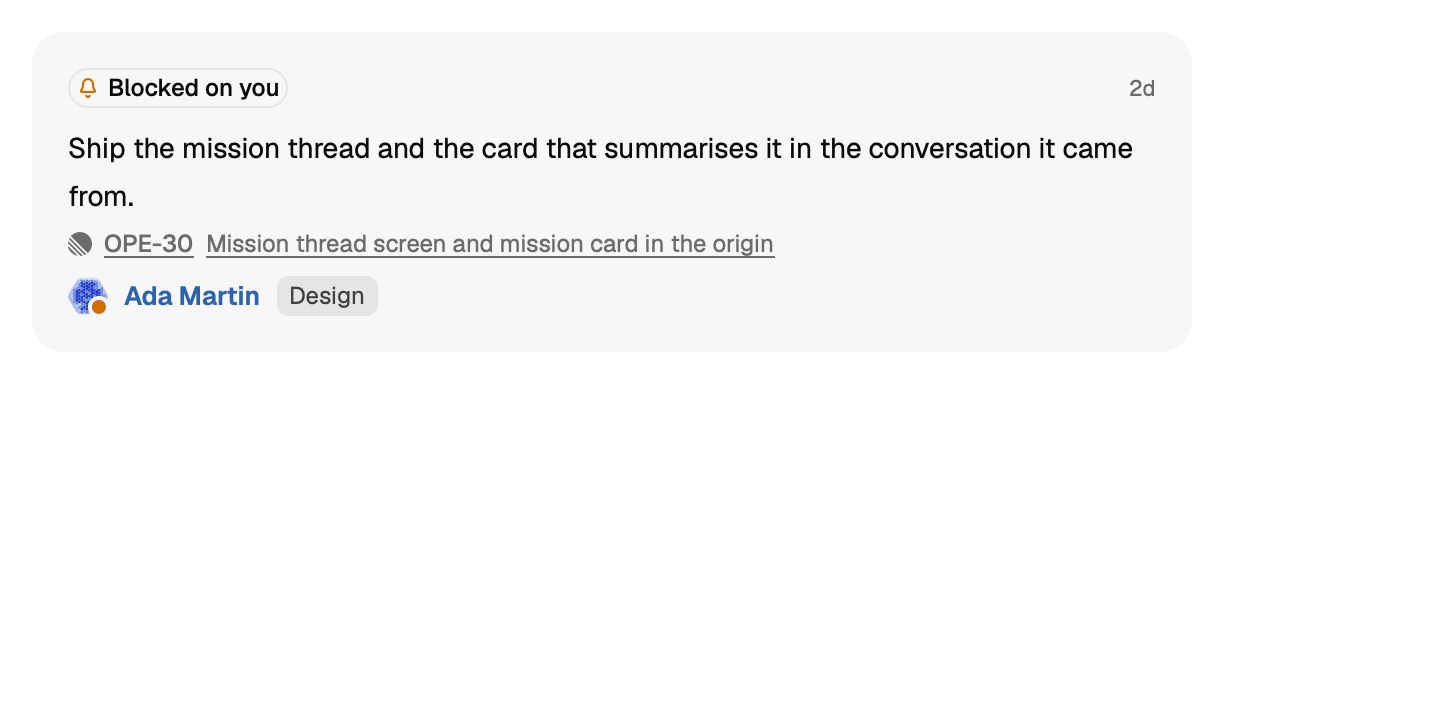 Blocked on you
2d
Ship the mission thread and the card that summarises it in the conversation it came
from.
OPE-30 Mission thread screen and mission card in the origin
Ada Martin Design